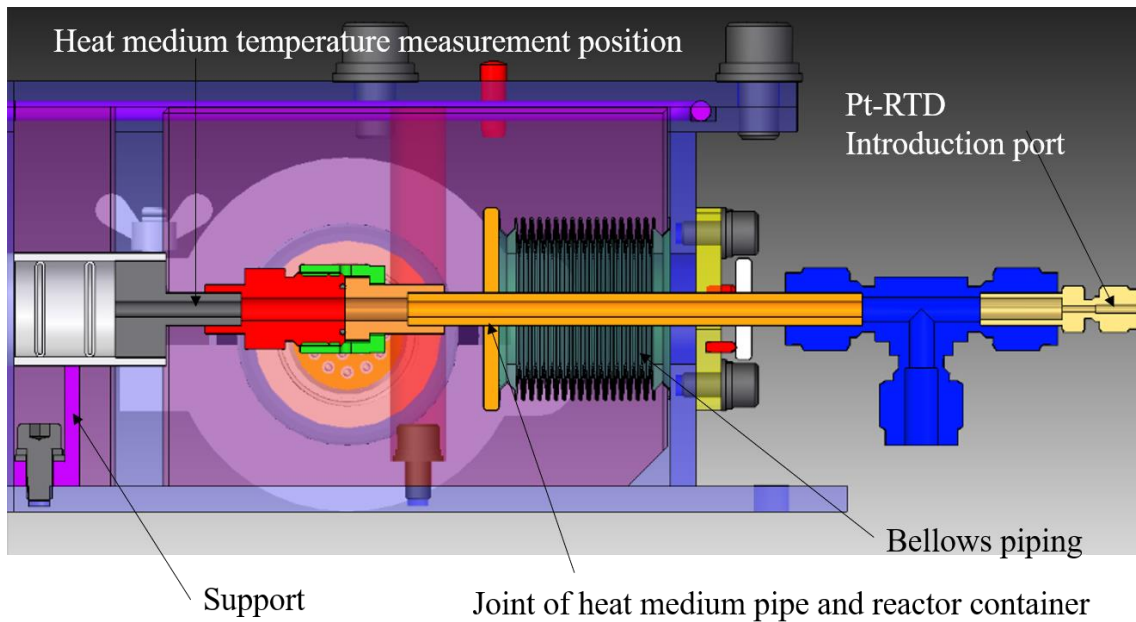 Heat medium temperature measurement position
Pt-RTD
Introduction port
Bellows piping
Support
Joint of heat medium pipe and reactor container